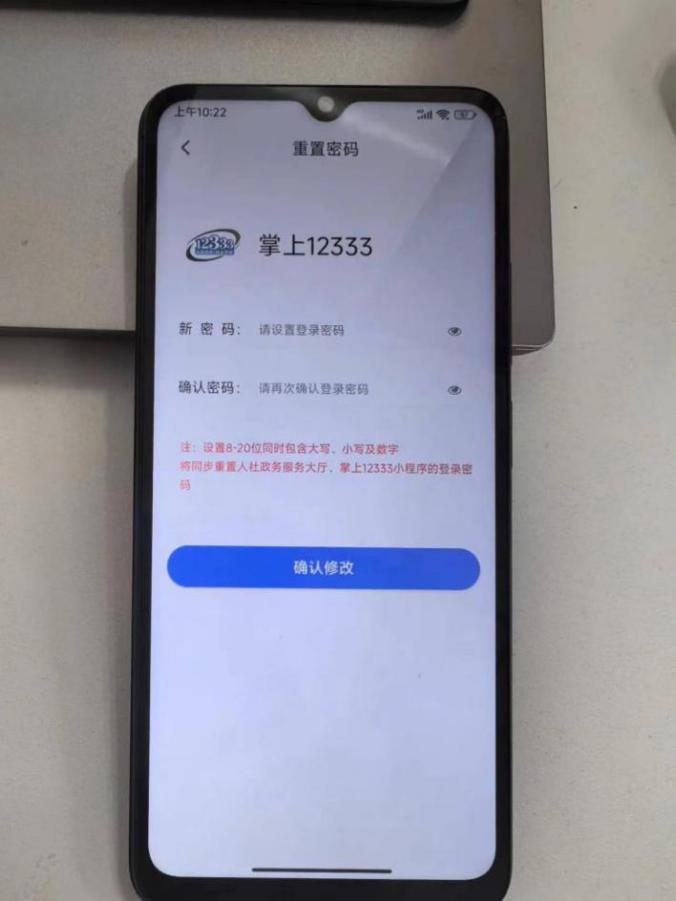 上午10:22
重置密码
12333
掌上12333
新 密 码： 请设置登录密码
确认密码： 请再次确认登录密码
注：设置8-20位同时包含大写、小写及数字
将同步重置人社政务服务大厅、掌上12333小程序的登录密
码
确认修改